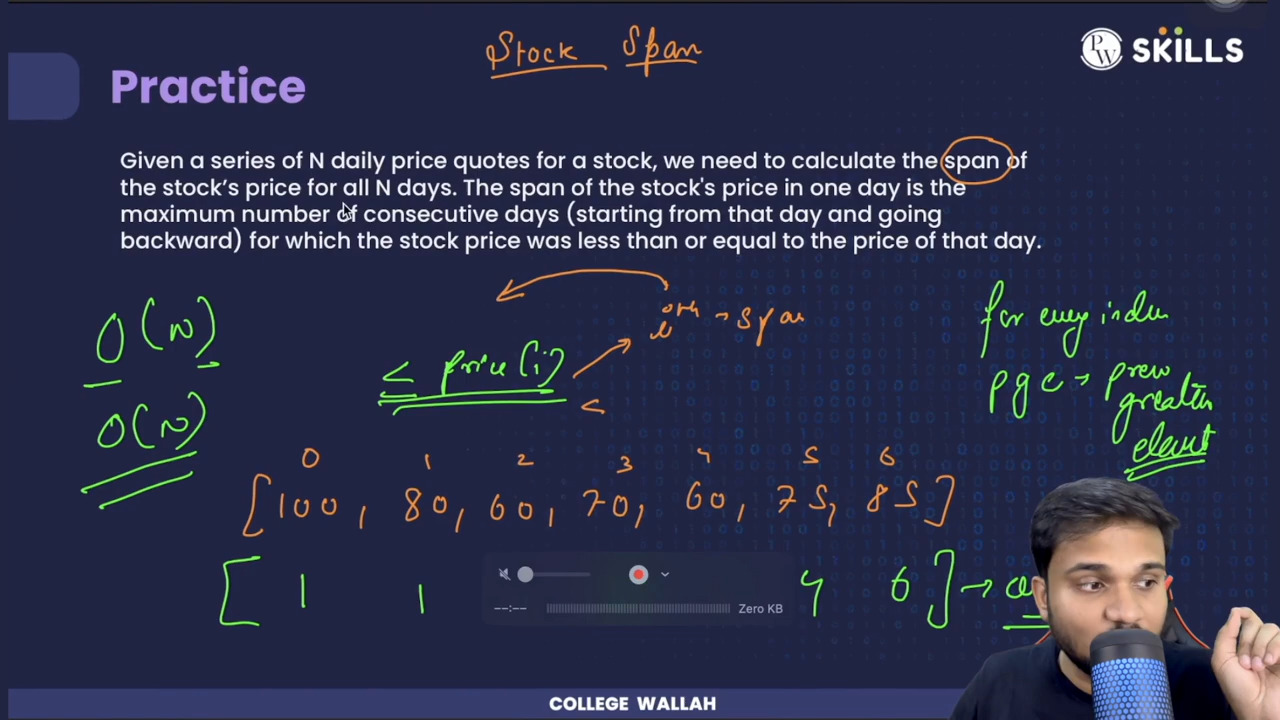 Stock Span
PW SKILLS
Practice
Given a series of N daily price quotes for a stock, we need to calculate the span of
the stock's price for all N days. The span of the stock's price in one day is the
maximum number of consecutive days (starting from that day and going
backward) for which the stock price was less than or equal to the price of that day.
O(N)
O(N)
≤ price(i)
<
span
for every index
pge → prev
greater
element
0 1 2 3 4 5 6
[100, 80, 60, 70, 60, 75, 85]
[ 1 1 4 6 ] →
--:-- Zero KB
COLLEGE WALLAH